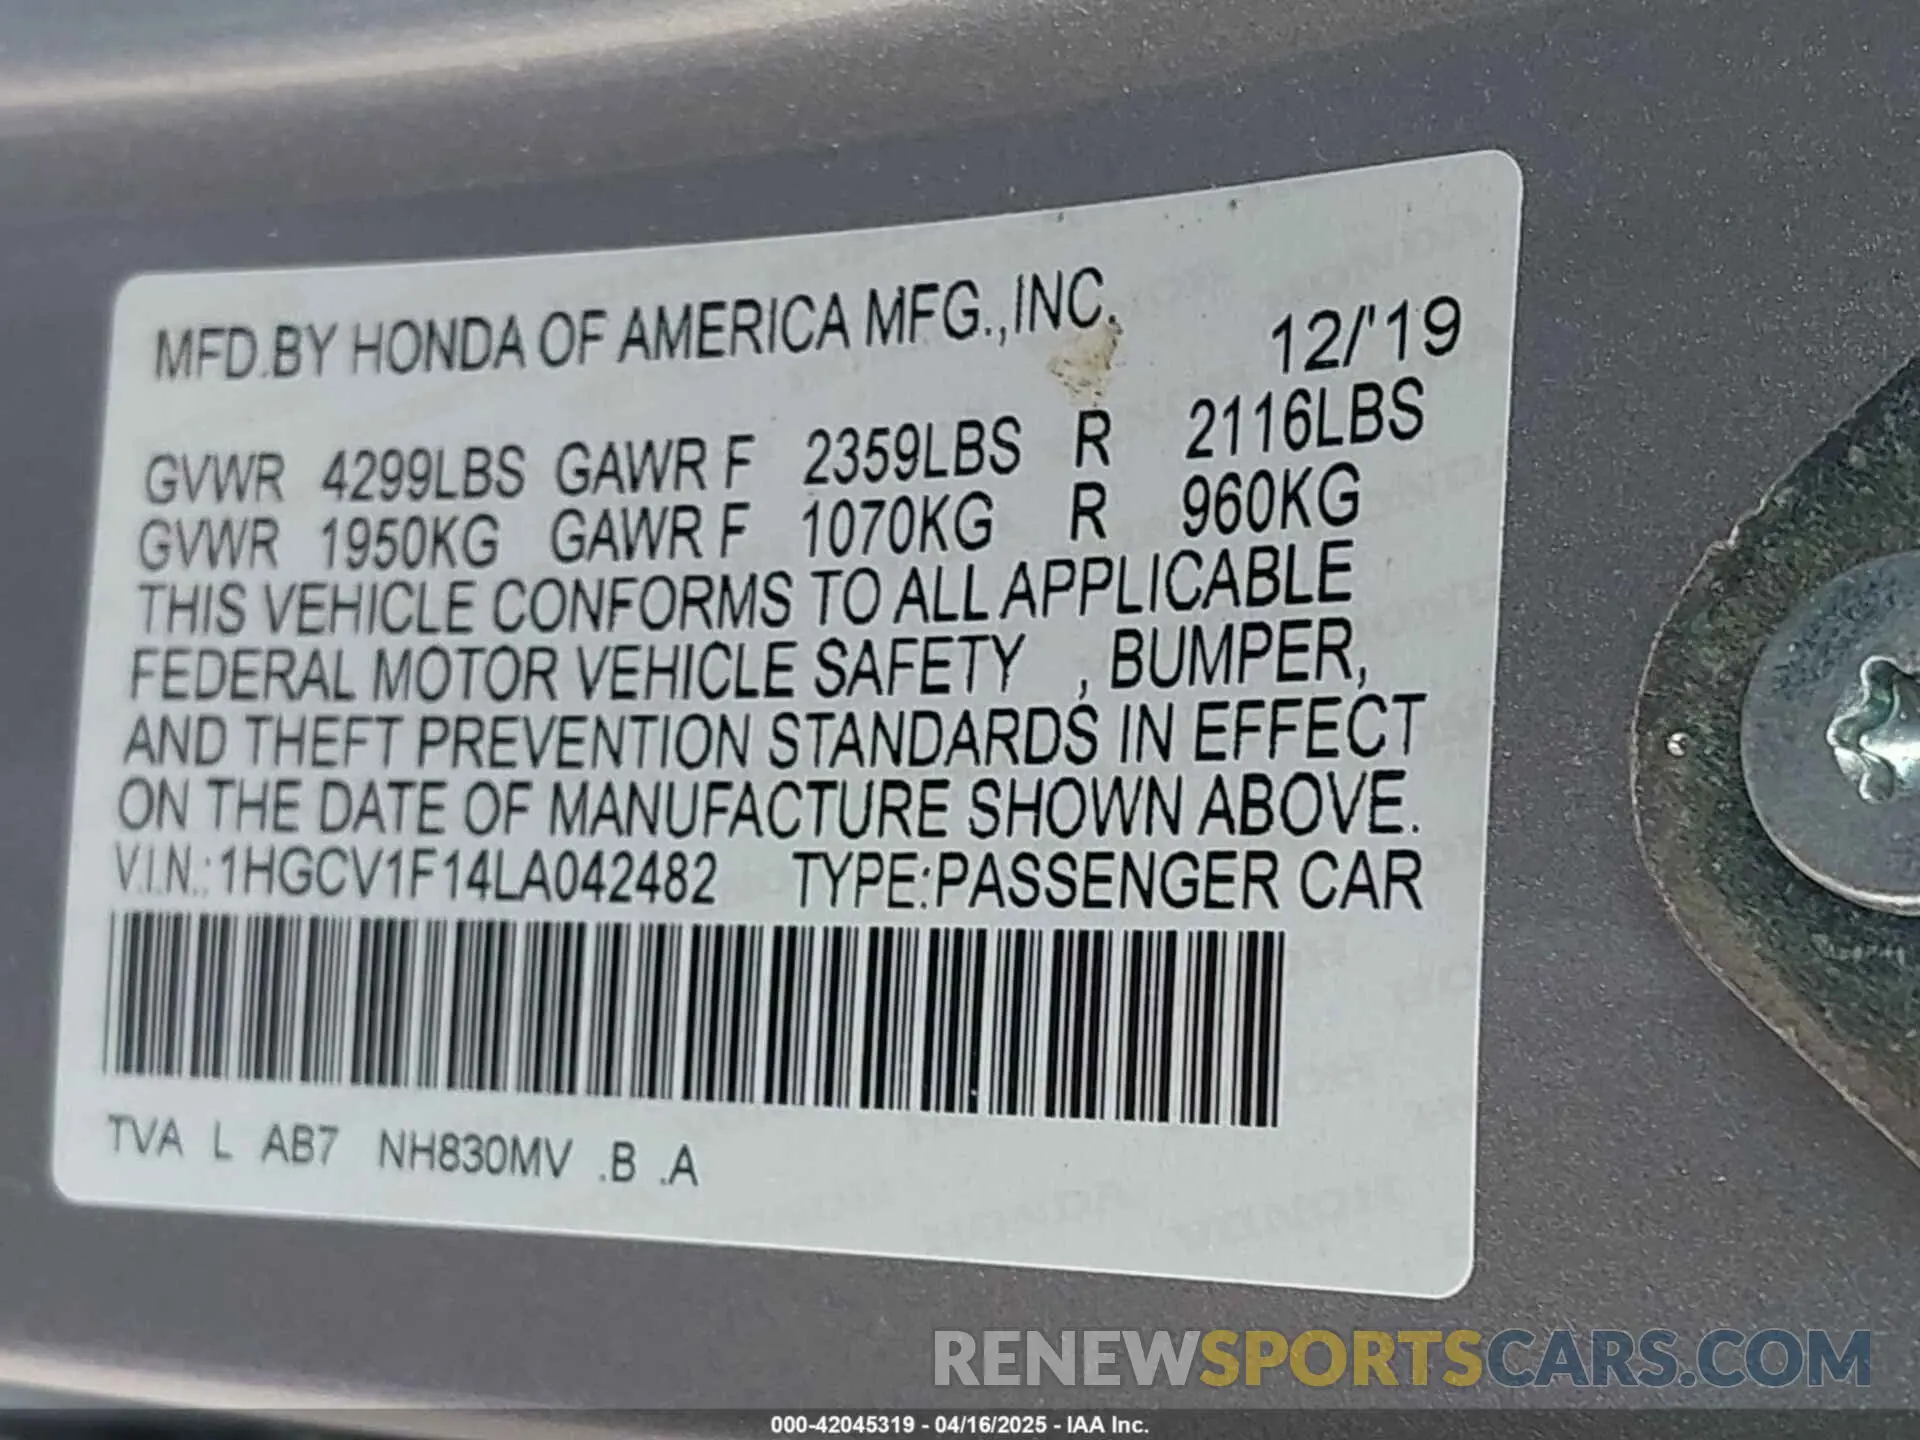 MFD.BY HONDA OF AMERICA MFG.,INC. 12/'19
GVWR 4299LBS GAWR F 2359LBS R 2116LBS
GVWR 1950KG GAWR F 1070KG R 960KG
THIS VEHICLE CONFORMS TO ALL APPLICABLE
FEDERAL MOTOR VEHICLE SAFETY , BUMPER,
AND THEFT PREVENTION STANDARDS IN EFFECT
ON THE DATE OF MANUFACTURE SHOWN ABOVE.
V.I.N.:1HGCV1F14LA042482 TYPE:PASSENGER CAR
TVA L AB7 NH830MV .B .A
RENEWSPORTSCARS.COM
000-42045319 - 04/16/2025 - IAA Inc.